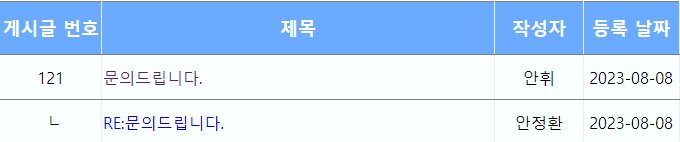 게시글 번호 제목 작성자 등록 날짜
121 문의드립니다. 안휘 2023-08-08
ㄴ RE:문의드립니다. 안정환 2023-08-08